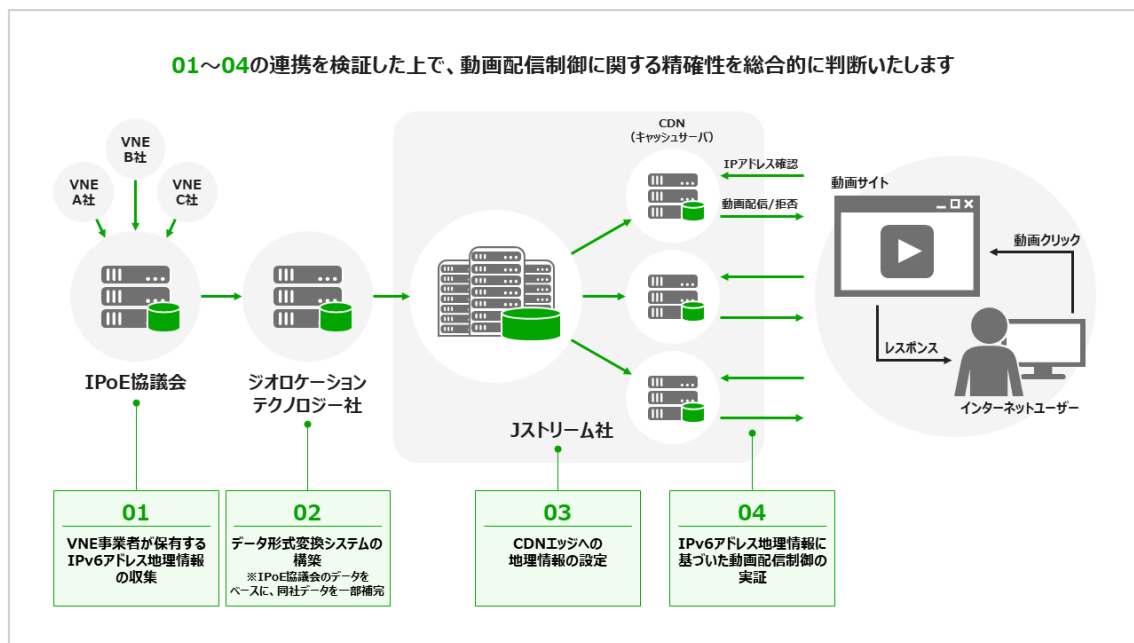 01～04の連携を検証した上で、動画配信制御に関する精確性を総合的に判断いたします
VNE
A社
VNE
B社
VNE
C社
IPoE協議会
ジオロケーション
テクノロジー社
Jストリーム社
CDN
（キャッシュサーバ）
IPアドレス確認
動画配信/拒否
動画サイト
動画クリック
レスポンス
インターネットユーザー
01
VNE事業者が保有する
IPv6アドレス地理情報
の収集
02
データ形式変換システムの
構築
※IPoE協議会のデータを
ベースに、同社データを一部補完
03
CDNエッジへの
地理情報の設定
04
IPv6アドレス地理情報に
基づいた動画配信制御の
実証